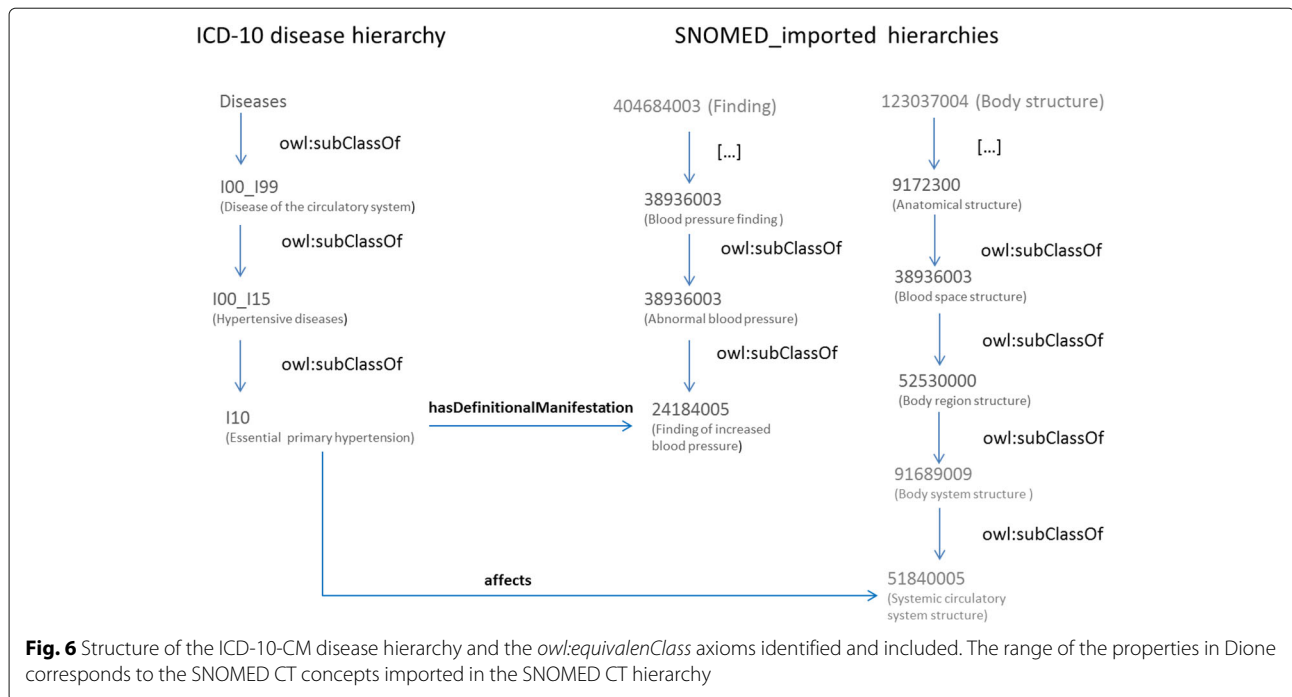 ICD-10 disease hierarchy
SNOMED_imported hierarchies
Diseases
owl:subClassOf
I00_I99
(Disease of the circulatory system)
owl:subClassOf
I00_I15
(Hypertensive diseases)
owl:subClassOf
I10
(Essential primary hypertension)
hasDefinitionalManifestation
affects
404684003 (Finding)
[...]
38936003
(Blood pressure finding )
owl:subClassOf
38936003
(Abnormal blood pressure)
owl:subClassOf
24184005
(Finding of increased
blood pressure)
123037004 (Body structure)
[...]
9172300
(Anatomical structure)
owl:subClassOf
38936003
(Blood space structure)
owl:subClassOf
52530000
(Body region structure)
owl:subClassOf
91689009
(Body system structure )
owl:subClassOf
51840005
(Systemic circulatory
system structure)
Fig. 6 Structure of the ICD-10-CM disease hierarchy and the owl:equivalenClass axioms identified and included. The range of the properties in Dione
corresponds to the SNOMED CT concepts imported in the SNOMED CT hierarchy